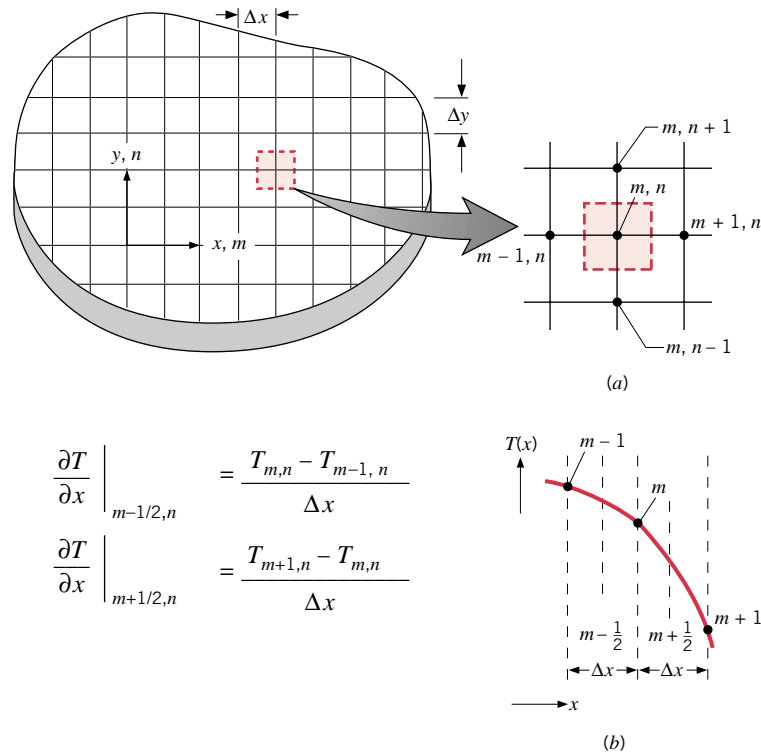 Δx
Δy
y, n
x, m
m, n + 1
m, n
m + 1, n
m − 1, n
m, n − 1
(a)
∂T/∂x |m−1/2,n = (Tm,n − Tm−1, n)/Δx
∂T/∂x |m+1/2,n = (Tm+1,n − Tm,n)/Δx
T(x)
m − 1
m
m + 1
m − 1/2
m + 1/2
Δx
Δx
x
(b)